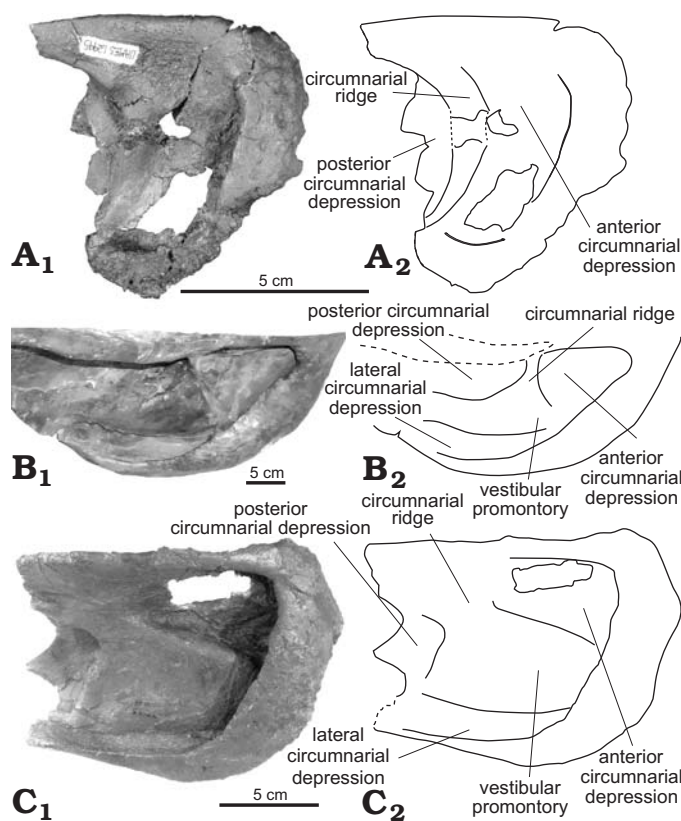 circumnarial
ridge
posterior
circumnarial
depression
anterior
circumnarial
depression
A1
5 cm
A2
posterior circumnarial
depression
circumnarial ridge
lateral
circumnarial
depression
B1
5 cm
B2
vestibular
promontory
anterior
circumnarial
depression
posterior
circumnarial depression
circumnarial
ridge
lateral
circumnarial
depression
vestibular
promontory
anterior
circumnarial
depression
C1
5 cm
C2